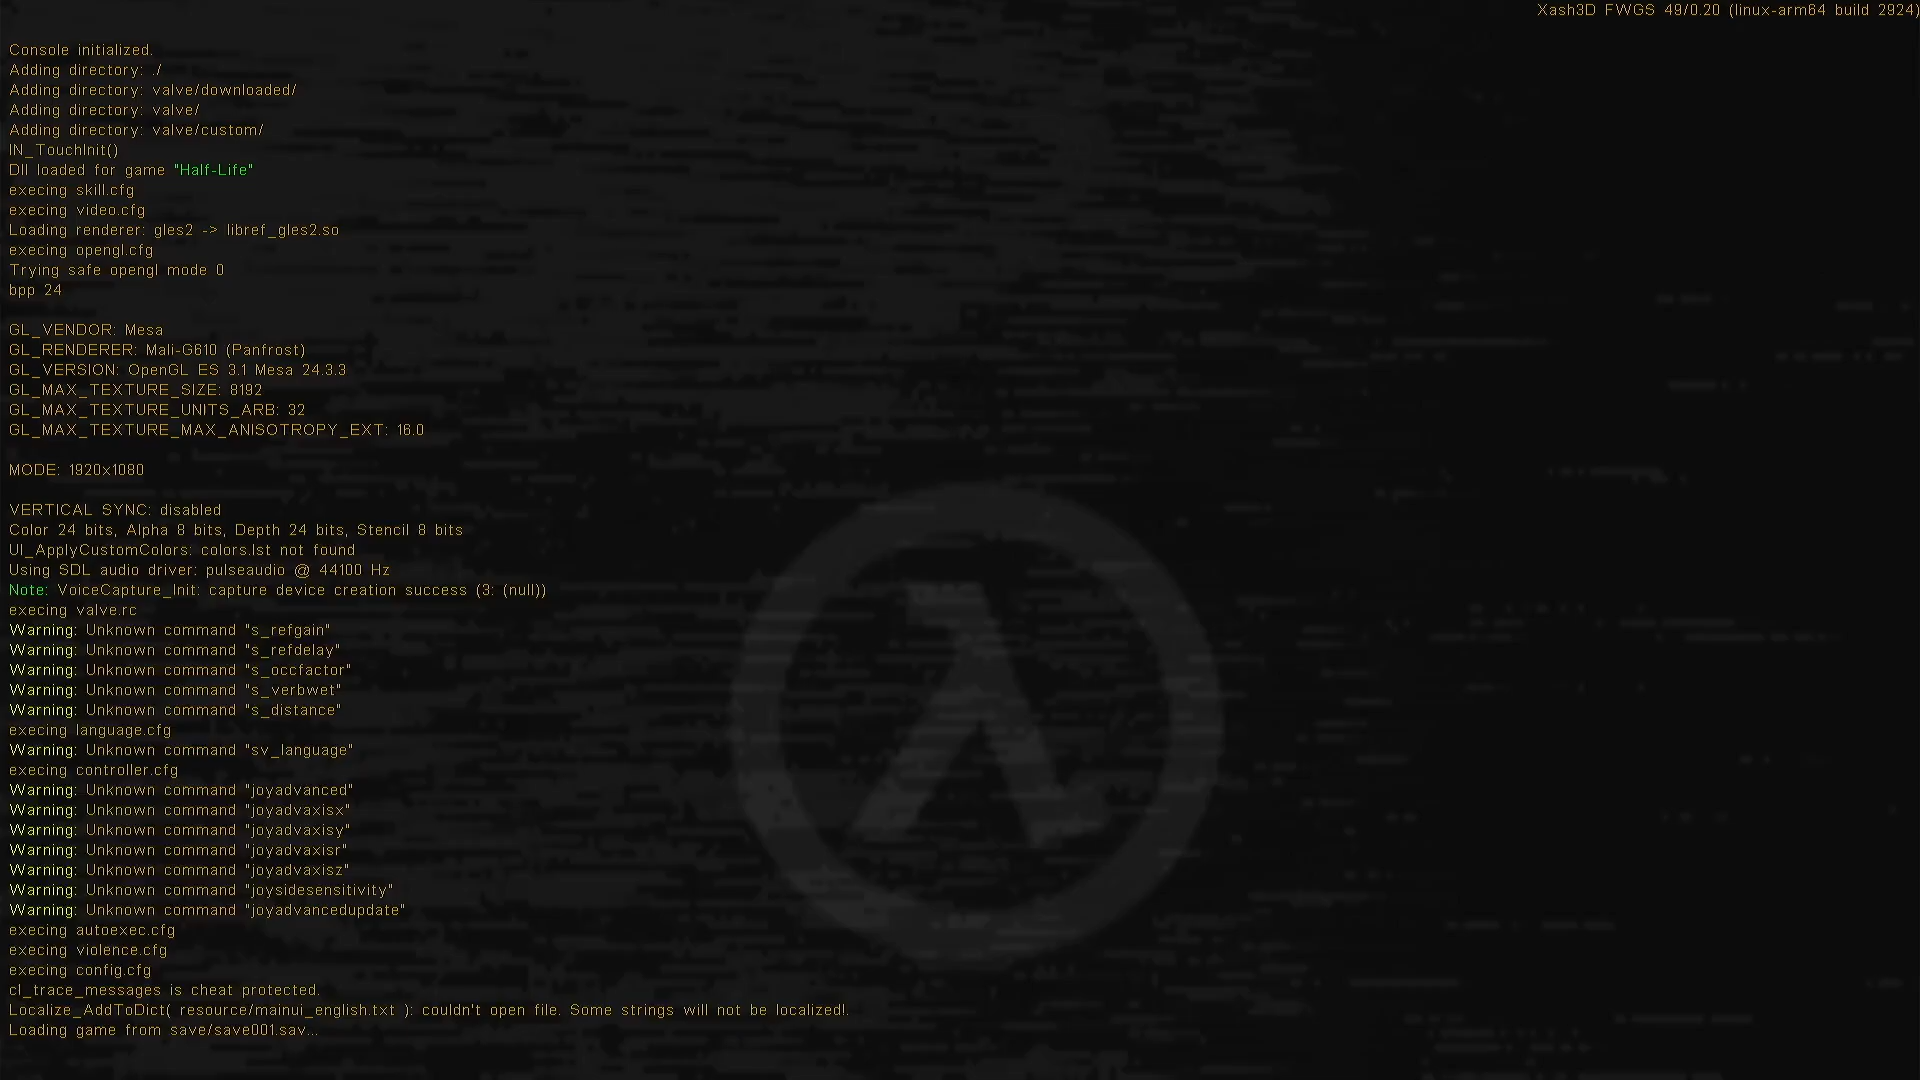 Xash3D FWGS 49/0.20 (linux-arm64 build 2924)
Console initialized.
Adding directory: ./
Adding directory: valve/downloaded/
Adding directory: valve/
Adding directory: valve/custom/
IN_TouchInit()
Dll loaded for game "Half-Life"
execing skill.cfg
execing video.cfg
Loading renderer: gles2 -> libref_gles2.so
execing opengl.cfg
Trying safe opengl mode 0
bpp 24
GL_VENDOR: Mesa
GL_RENDERER: Mali-G610 (Panfrost)
GL_VERSION: OpenGL ES 3.1 Mesa 24.3.3
GL_MAX_TEXTURE_SIZE: 8192
GL_MAX_TEXTURE_UNITS_ARB: 32
GL_MAX_TEXTURE_MAX_ANISOTROPY_EXT: 16.0
MODE: 1920x1080
VERTICAL SYNC: disabled
Color 24 bits, Alpha 8 bits, Depth 24 bits, Stencil 8 bits
UI_ApplyCustomColors: colors.lst not found
Using SDL audio driver: pulseaudio @ 44100 Hz
Note: VoiceCapture_Init: capture device creation success (3: (null))
execing valve.rc
Warning: Unknown command "s_refgain"
Warning: Unknown command "s_refdelay"
Warning: Unknown command "s_occfactor"
Warning: Unknown command "s_verbwet"
Warning: Unknown command "s_distance"
execing language.cfg
Warning: Unknown command "sv_language"
execing controller.cfg
Warning: Unknown command "joyadvanced"
Warning: Unknown command "joyadvaxisx"
Warning: Unknown command "joyadvaxisy"
Warning: Unknown command "joyadvaxisr"
Warning: Unknown command "joyadvaxisz"
Warning: Unknown command "joysidesensitivity"
Warning: Unknown command "joyadvancedupdate"
execing autoexec.cfg
execing violence.cfg
execing config.cfg
cl_trace_messages is cheat protected.
Localize_AddToDict( resource/mainui_english.txt ): couldn't open file. Some strings will not be localized!.
Loading game from save/save001.sav...